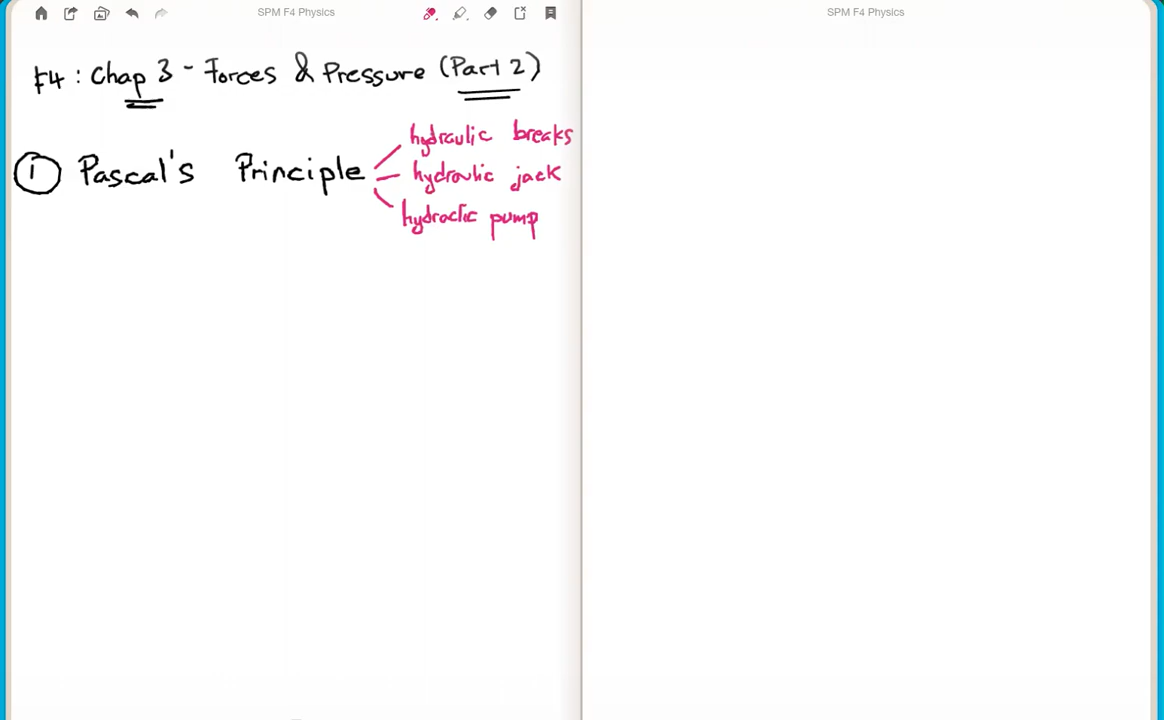 SPM F4 Physics
SPM F4 Physics
F4 : Chap 3 - Forces & Pressure (Part 2)
① Pascal's Principle
hydraulic breaks
hydraulic jack
hydraclic pump